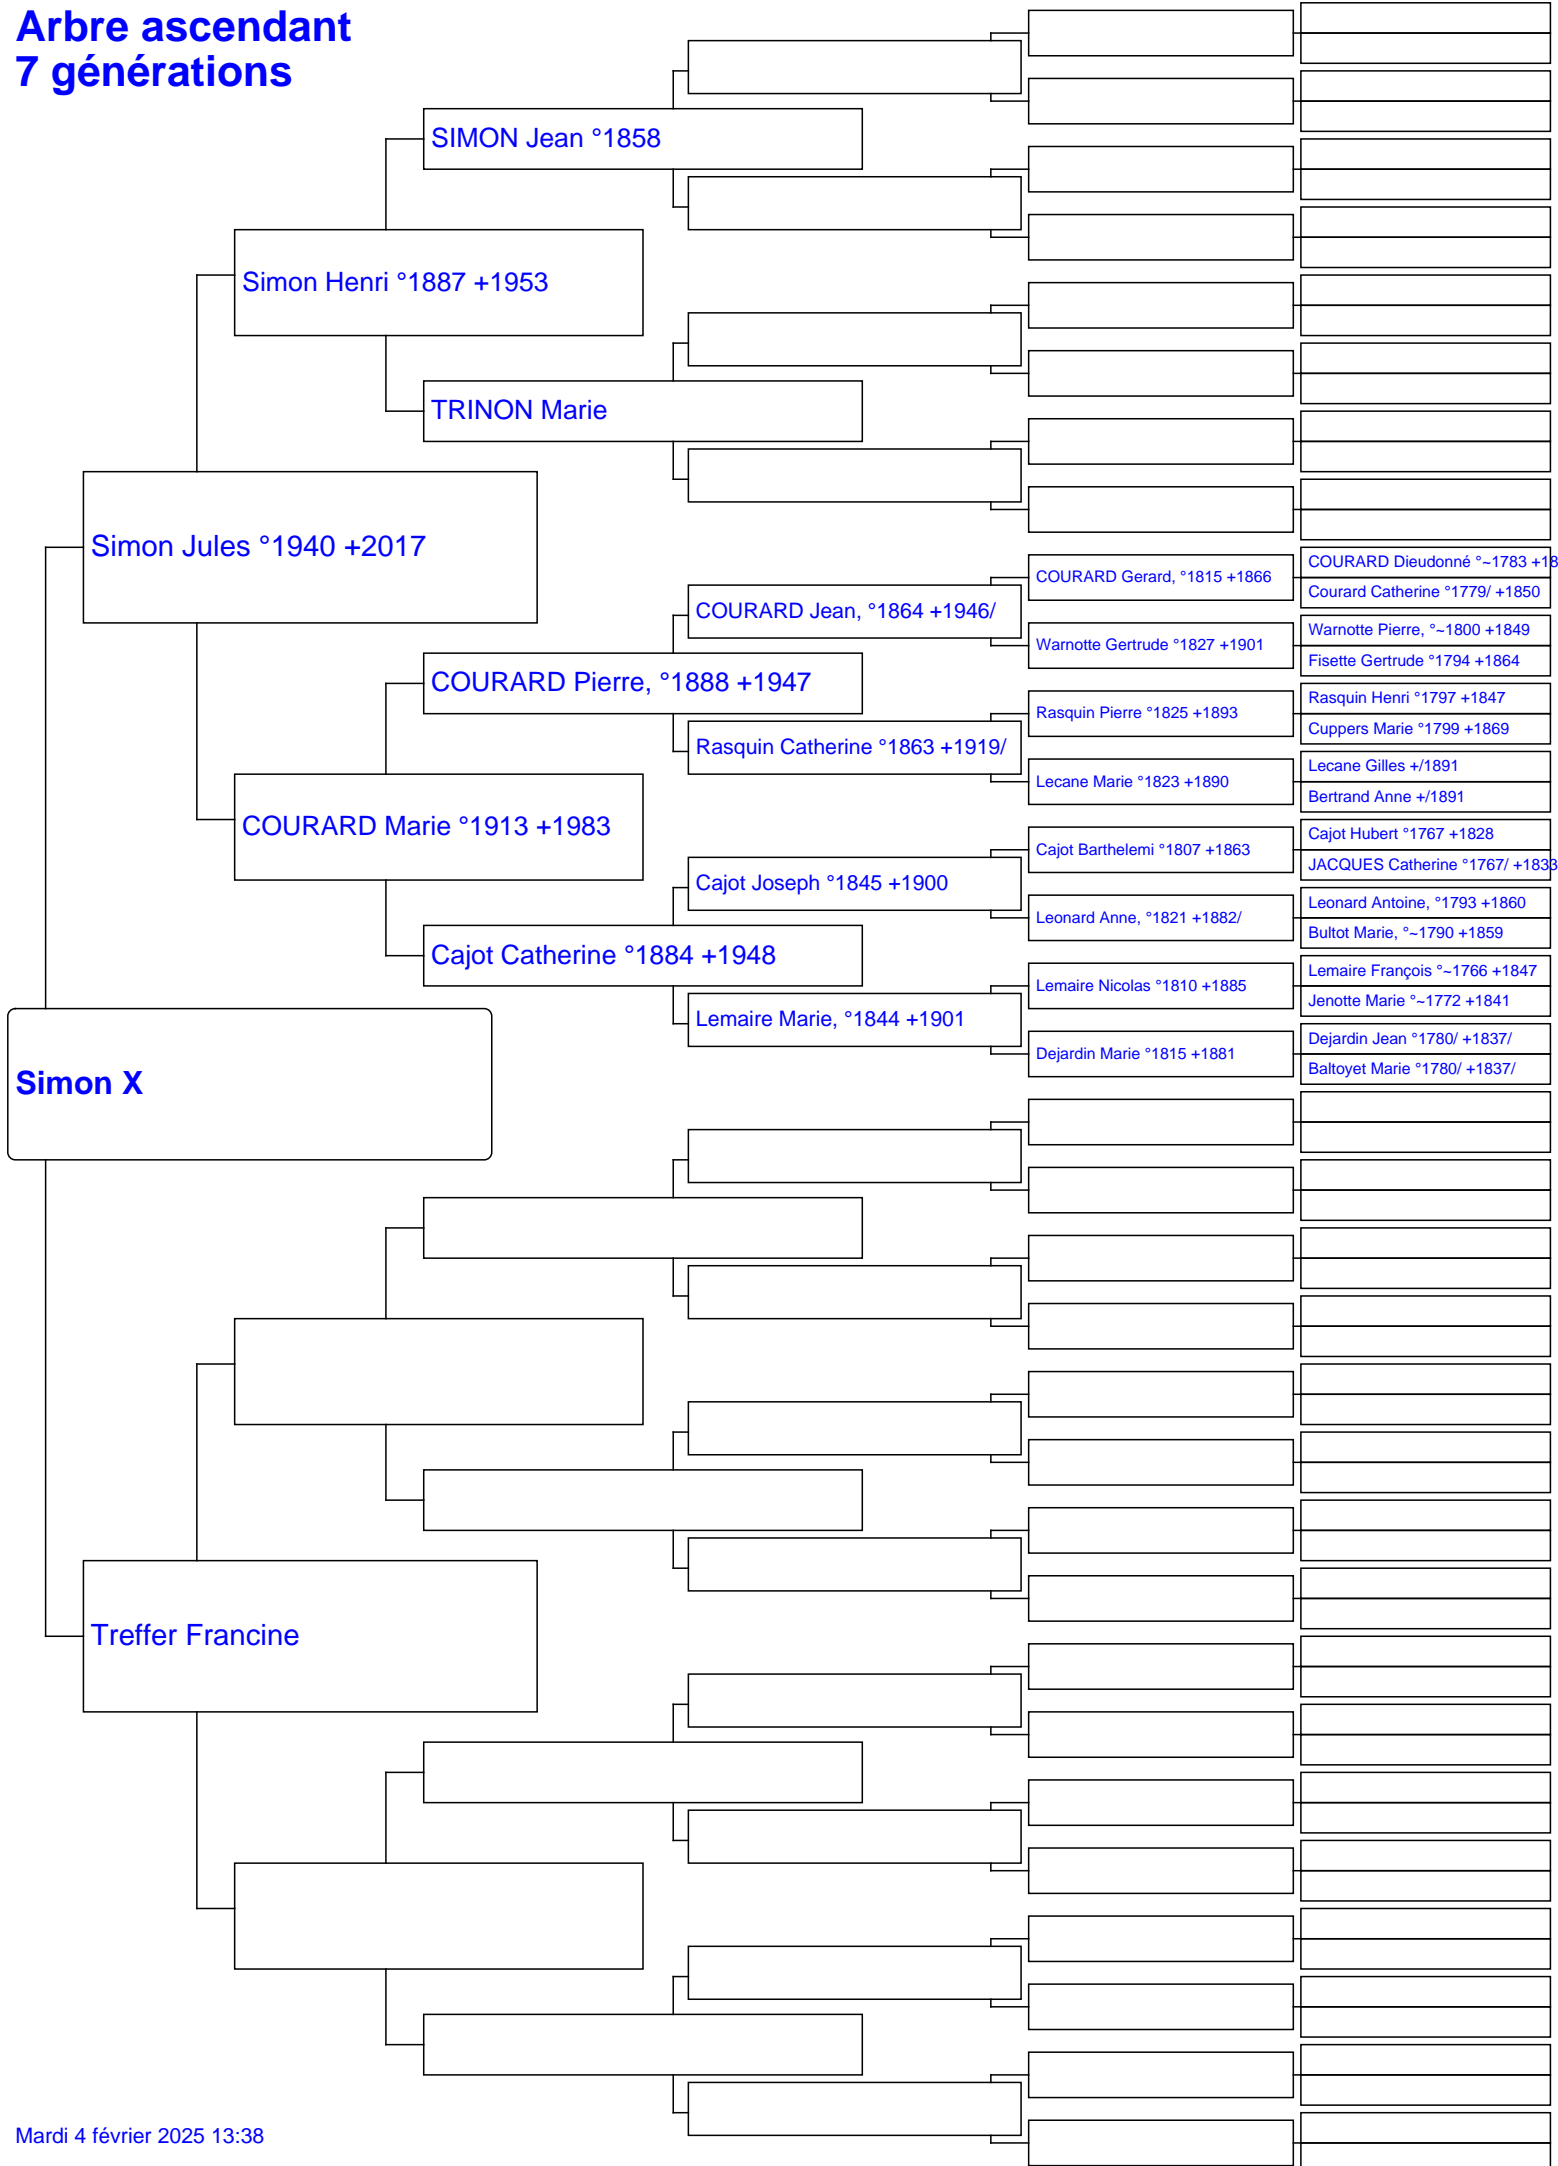 Arbre ascendant
7 générations
SIMON Jean °1858
Simon Henri °1887 +1953
TRINON Marie
Simon Jules °1940 +2017
COURARD Dieudonné °~1783 +18
COURARD Gerard, °1815 +1866
Courard Catherine °1779/ +1850
COURARD Jean, °1864 +1946/
Warnotte Pierre, °~1800 +1849
Warnotte Gertrude °1827 +1901
Fisette Gertrude °1794 +1864
COURARD Pierre, °1888 +1947
Rasquin Henri °1797 +1847
Rasquin Pierre °1825 +1893
Cuppers Marie °1799 +1869
Rasquin Catherine °1863 +1919/
Lecane Gilles +/1891
Lecane Marie °1823 +1890
Bertrand Anne +/1891
COURARD Marie °1913 +1983
Cajot Hubert °1767 +1828
Cajot Barthelemi °1807 +1863
JACQUES Catherine °1767/ +1833
Cajot Joseph °1845 +1900
Leonard Antoine, °1793 +1860
Leonard Anne, °1821 +1882/
Bultot Marie, °~1790 +1859
Cajot Catherine °1884 +1948
Lemaire François °~1766 +1847
Lemaire Nicolas °1810 +1885
Jenotte Marie °~1772 +1841
Lemaire Marie, °1844 +1901
Dejardin Jean °1780/ +1837/
Dejardin Marie °1815 +1881
Baltoyet Marie °1780/ +1837/
Simon X
Treffer Francine
Mardi 4 février 2025 13:38